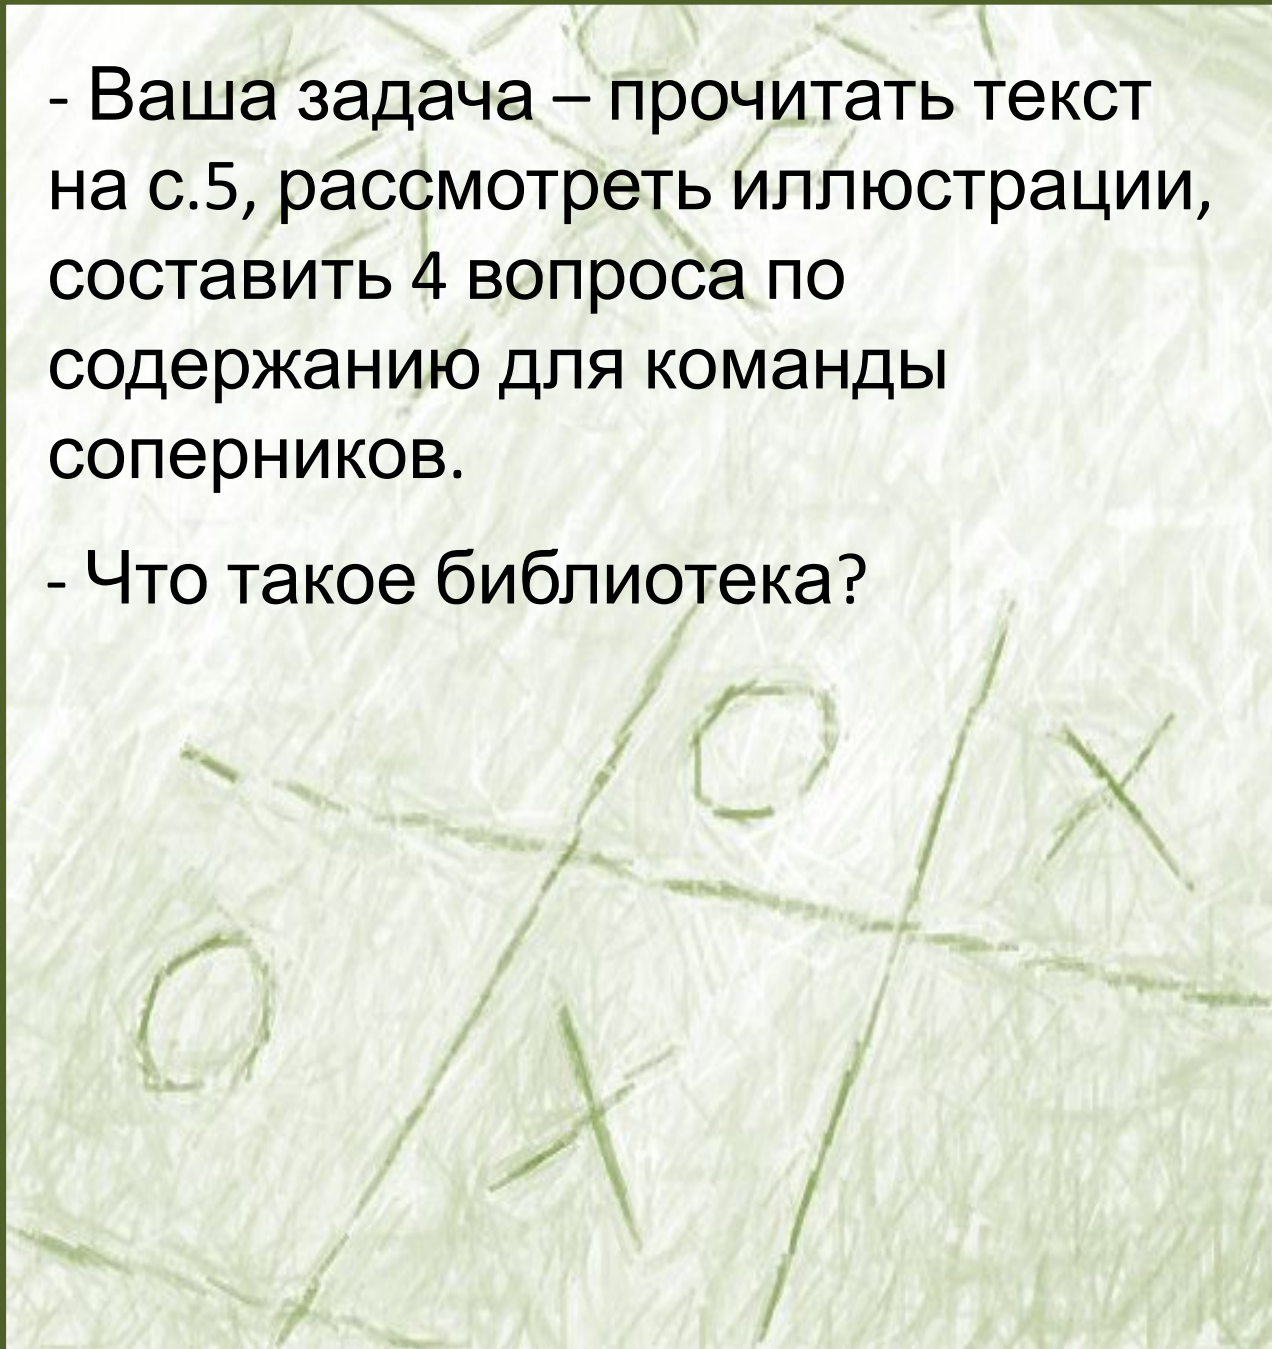 - Ваша задача – прочитать текст
на с.5, рассмотреть иллюстрации,
составить 4 вопроса по
содержанию для команды
соперников.
- Что такое библиотека?